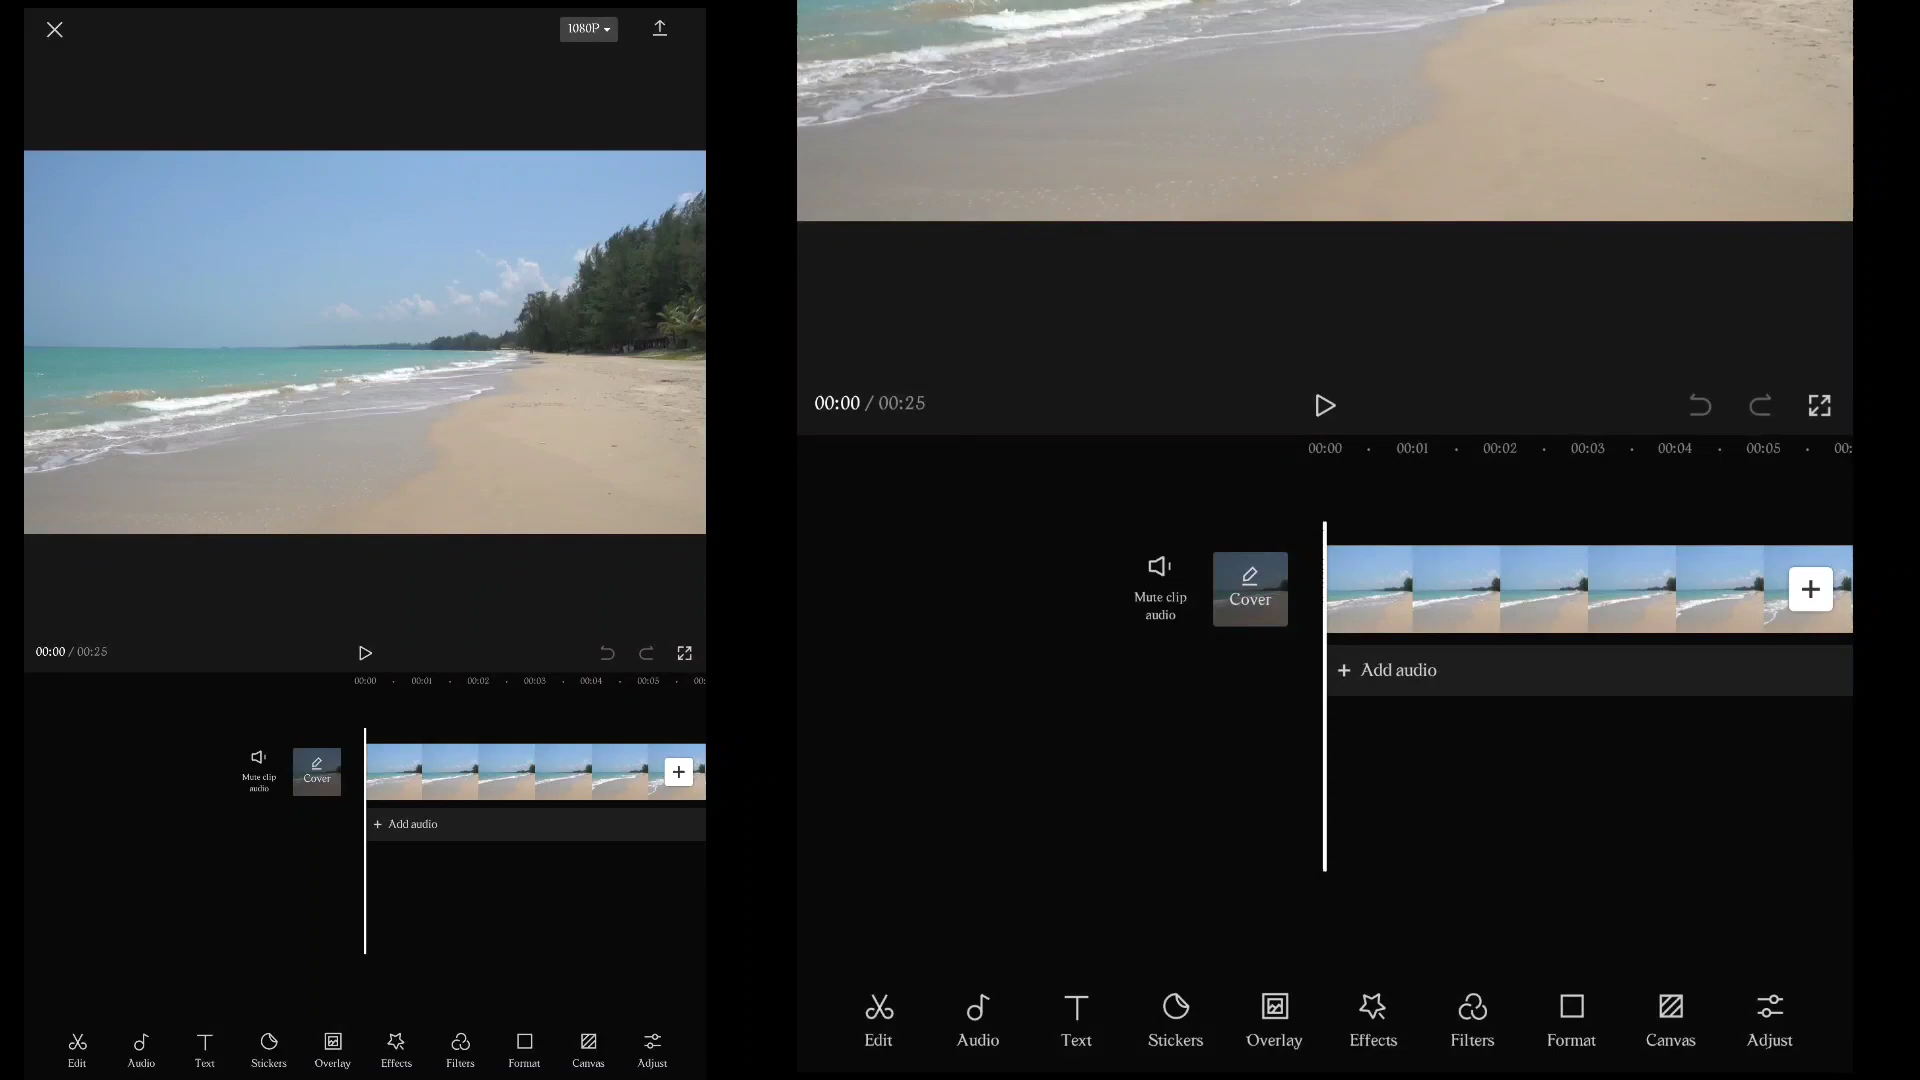 1080P
00:00 / 00:25
00:00 00:01 00:02 00:03 00:04 00:05 00:
Mute clip
audio
Cover
+ Add audio
Edit Audio Text Stickers Overlay Effects Filters Format Canvas Adjust
00:00 / 00:25
00:00 00:01 00:02 00:03 00:04 00:05 00:
Mute clip
audio
Cover
+ Add audio
Edit Audio Text Stickers Overlay Effects Filters Format Canvas Adjust